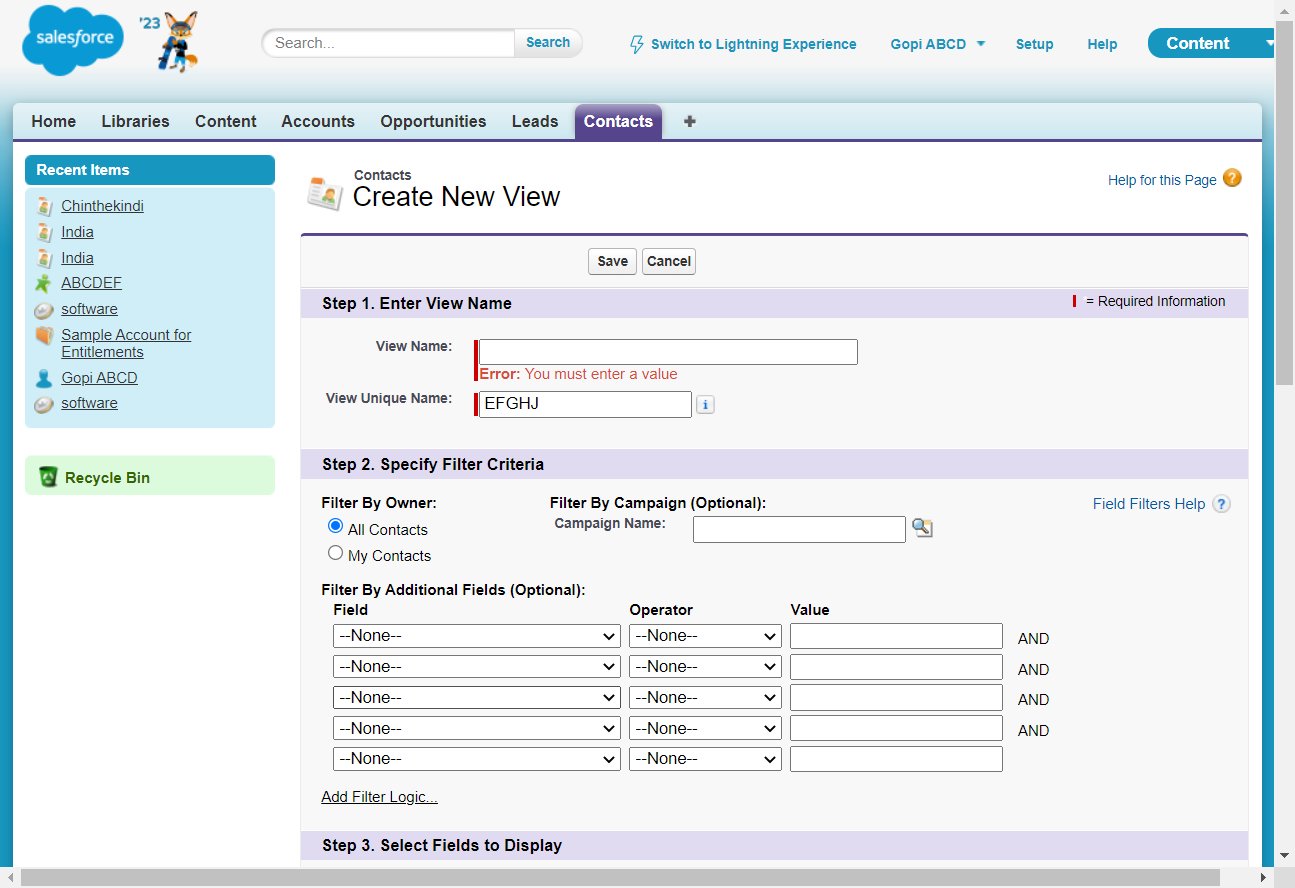 salesforce
'23
Search...
Search
Switch to Lightning Experience
Gopi ABCD
Setup
Help
Content
Home
Libraries
Content
Accounts
Opportunities
Leads
Contacts
+
Recent Items
Chinthekindi
India
India
ABCDEF
software
Sample Account for
Entitlements
Gopi ABCD
software
Recycle Bin
Contacts
Create New View
Help for this Page
?
Save
Cancel
Step 1. Enter View Name
= Required Information
View Name:
Error: You must enter a value
View Unique Name:
EFGHJ
i
Step 2. Specify Filter Criteria
Filter By Owner:
All Contacts
My Contacts
Filter By Campaign (Optional):
Campaign Name:
Field Filters Help
?
Filter By Additional Fields (Optional):
Field Operator Value
--None-- --None-- AND
--None-- --None-- AND
--None-- --None-- AND
--None-- --None-- AND
--None-- --None--
Add Filter Logic...
Step 3. Select Fields to Display